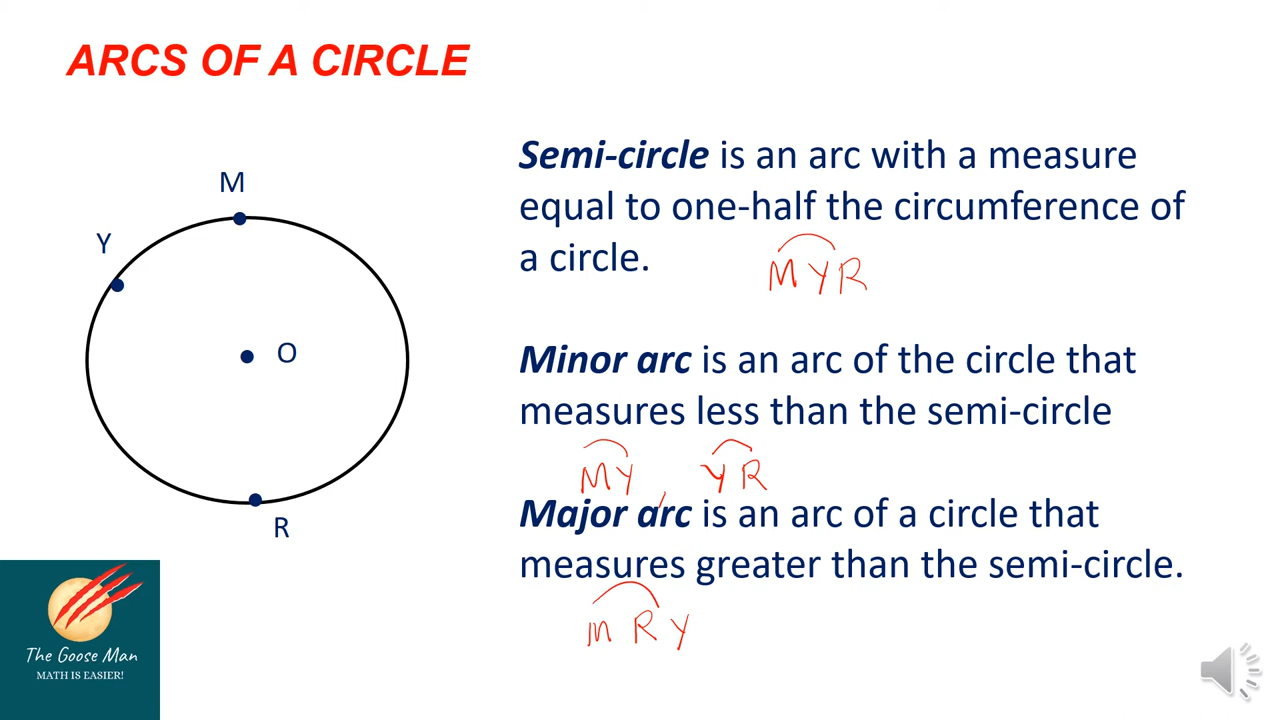 ARCS OF A CIRCLE
M
Y
O
R
Semi-circle is an arc with a measure
equal to one-half the circumference of
a circle.
MYR
Minor arc is an arc of the circle that
measures less than the semi-circle
MY YR
Major arc is an arc of a circle that
measures greater than the semi-circle.
mRY
The Goose Man
MATH IS EASIER!